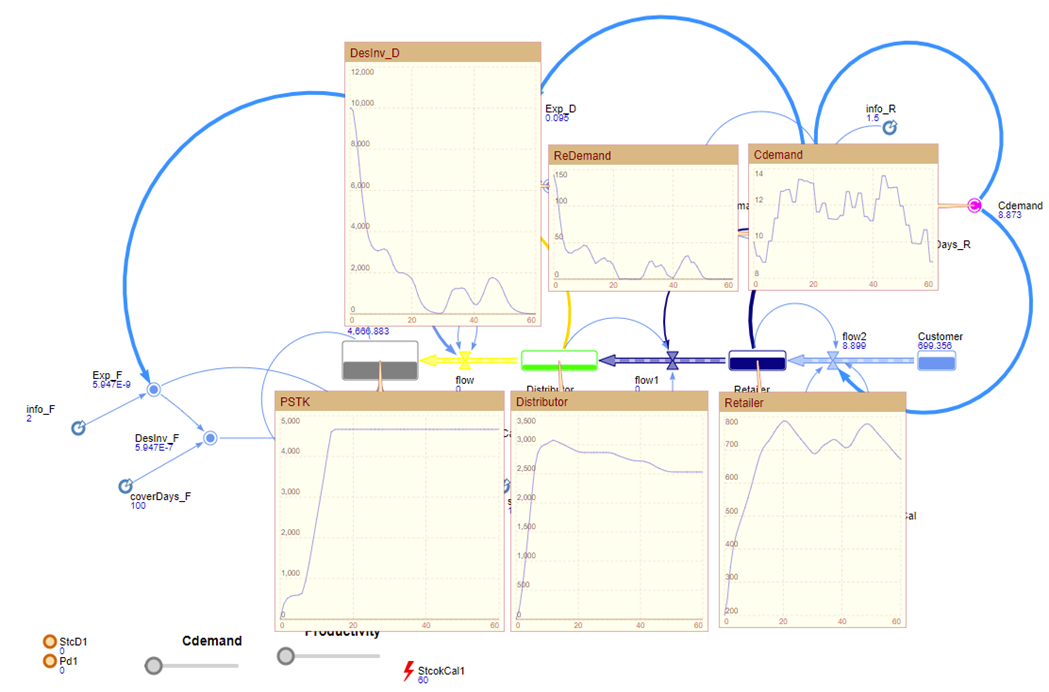 DesInv_D
12,000
10,000
8,000
6,000
4,000
2,000
0
0 20 40 60
4,666.883
Exp_D
0.095
ReDemand
150
100
50
0
0 20 40 60
info_R
1.5
Cdemand
14
12
10
8
0 20 40 60
Cdemand
8.873
Days_R
flow2
8.899
Customer
699.356
flow
0
flow1
0
Distributor
Retailer
Exp_F
5.947E-9
info_F
2
DesInv_F
5.947E-7
coverDays_F
100
PSTK
5,000
4,000
3,000
2,000
1,000
0
0 20 40 60
Distributor
3,500
3,000
2,500
2,000
1,500
1,000
500
0
0 20 40 60
Retailer
800
700
600
500
400
300
200
0 20 40 60
Cal
StcD1
0
Pd1
0
Cdemand
Productivity
StcokCal1
60